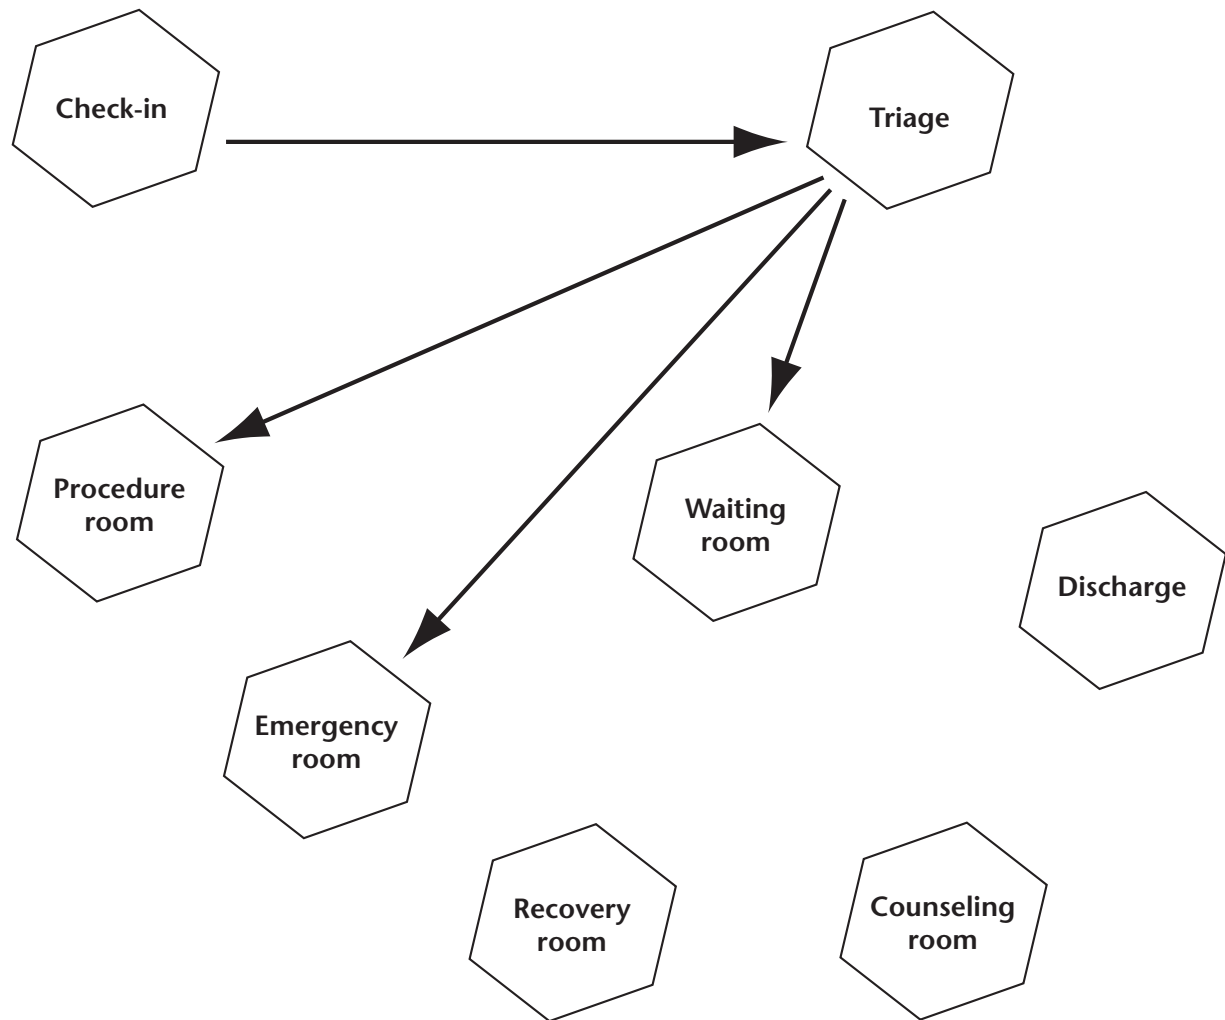 Check-in
Triage
Procedure
room
Waiting
room
Discharge
Emergency
room
Recovery
room
Counseling
room